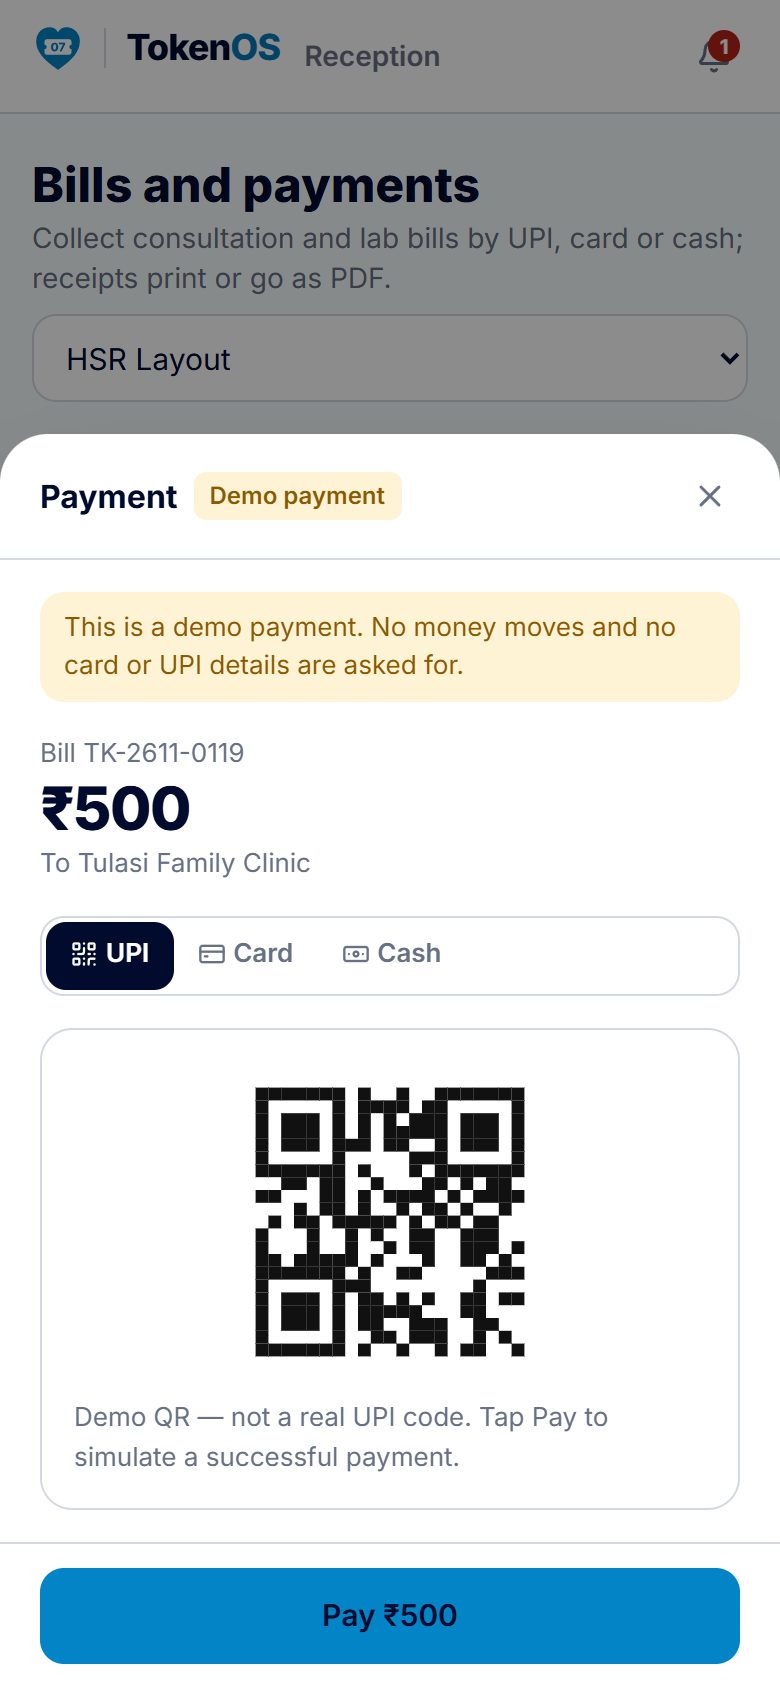 07
TokenOS Reception
1
Bills and payments
Collect consultation and lab bills by UPI, card or cash;
receipts print or go as PDF.
HSR Layout
Payment Demo payment
This is a demo payment. No money moves and no
card or UPI details are asked for.
Bill TK-2611-0119
₹500
To Tulasi Family Clinic
UPI Card Cash
Demo QR — not a real UPI code. Tap Pay to
simulate a successful payment.
Pay ₹500